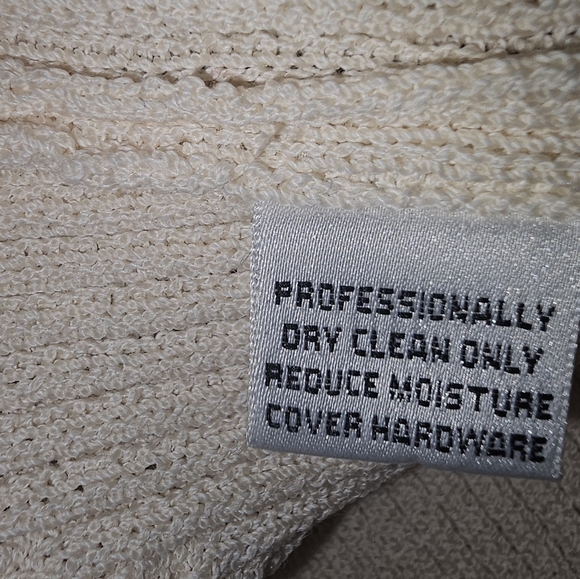 PROFESSIONALLY
DRY CLEAN ONLY
REDUCE MOISTURE
COVER HARDWARE